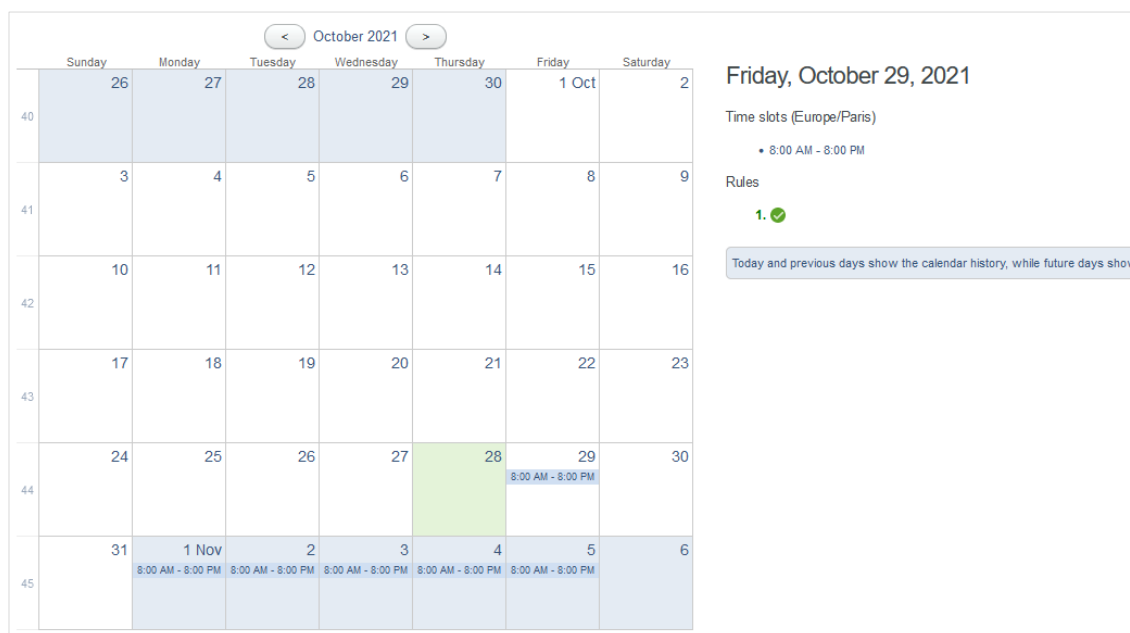 < October 2021 >
Sunday Monday Tuesday Wednesday Thursday Friday Saturday
40 26 27 28 29 30 1 Oct 2
41 3 4 5 6 7 8 9
42 10 11 12 13 14 15 16
43 17 18 19 20 21 22 23
44 24 25 26 27 28 29 30
8:00 AM - 8:00 PM
45 31 1 Nov 2 3 4 5 6
8:00 AM - 8:00 PM 8:00 AM - 8:00 PM 8:00 AM - 8:00 PM 8:00 AM - 8:00 PM 8:00 AM - 8:00 PM
Friday, October 29, 2021
Time slots (Europe/Paris)
• 8:00 AM - 8:00 PM
Rules
1.
Today and previous days show the calendar history, while future days